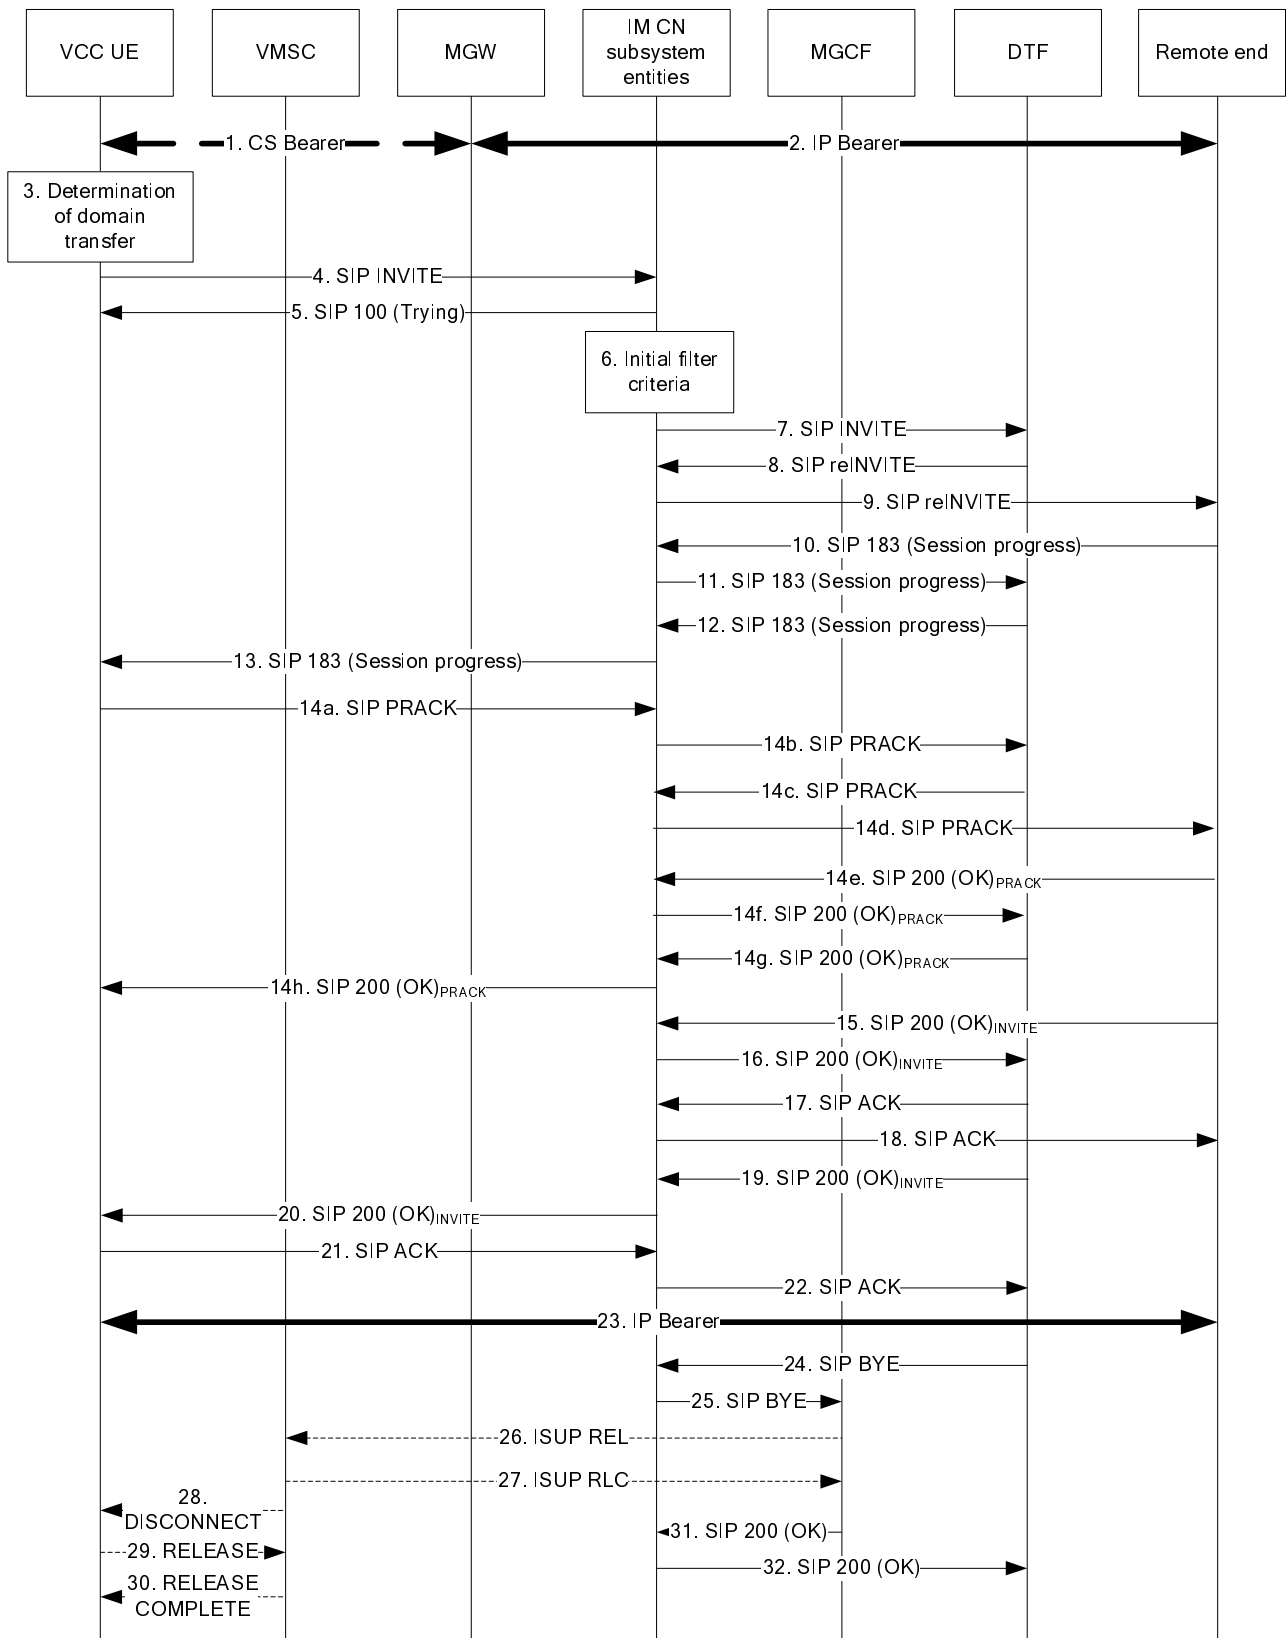 VCC UE
VMSC
MGW
IM CN
subsystem
entities
MGCF
DTF
Remote end
1. CS Bearer
2. IP Bearer
3. Determination
of domain
transfer
4. SIP INVITE
5. SIP 100 (Trying)
6. Initial filter
criteria
7. SIP INVITE
8. SIP reINVITE
9. SIP reINVITE
10. SIP 183 (Session progress)
11. SIP 183 (Session progress)
12. SIP 183 (Session progress)
13. SIP 183 (Session progress)
14a. SIP PRACK
14b. SIP PRACK
14c. SIP PRACK
14d. SIP PRACK
14e. SIP 200 (OK)PRACK
14f. SIP 200 (OK)PRACK
14g. SIP 200 (OK)PRACK
14h. SIP 200 (OK)PRACK
15. SIP 200 (OK)INVITE
16. SIP 200 (OK)INVITE
17. SIP ACK
18. SIP ACK
19. SIP 200 (OK)INVITE
20. SIP 200 (OK)INVITE
21. SIP ACK
22. SIP ACK
23. IP Bearer
24. SIP BYE
25. SIP BYE
26. ISUP REL
27. ISUP RLC
28.
DISCONNECT
29. RELEASE
30. RELEASE
COMPLETE
31. SIP 200 (OK)
32. SIP 200 (OK)